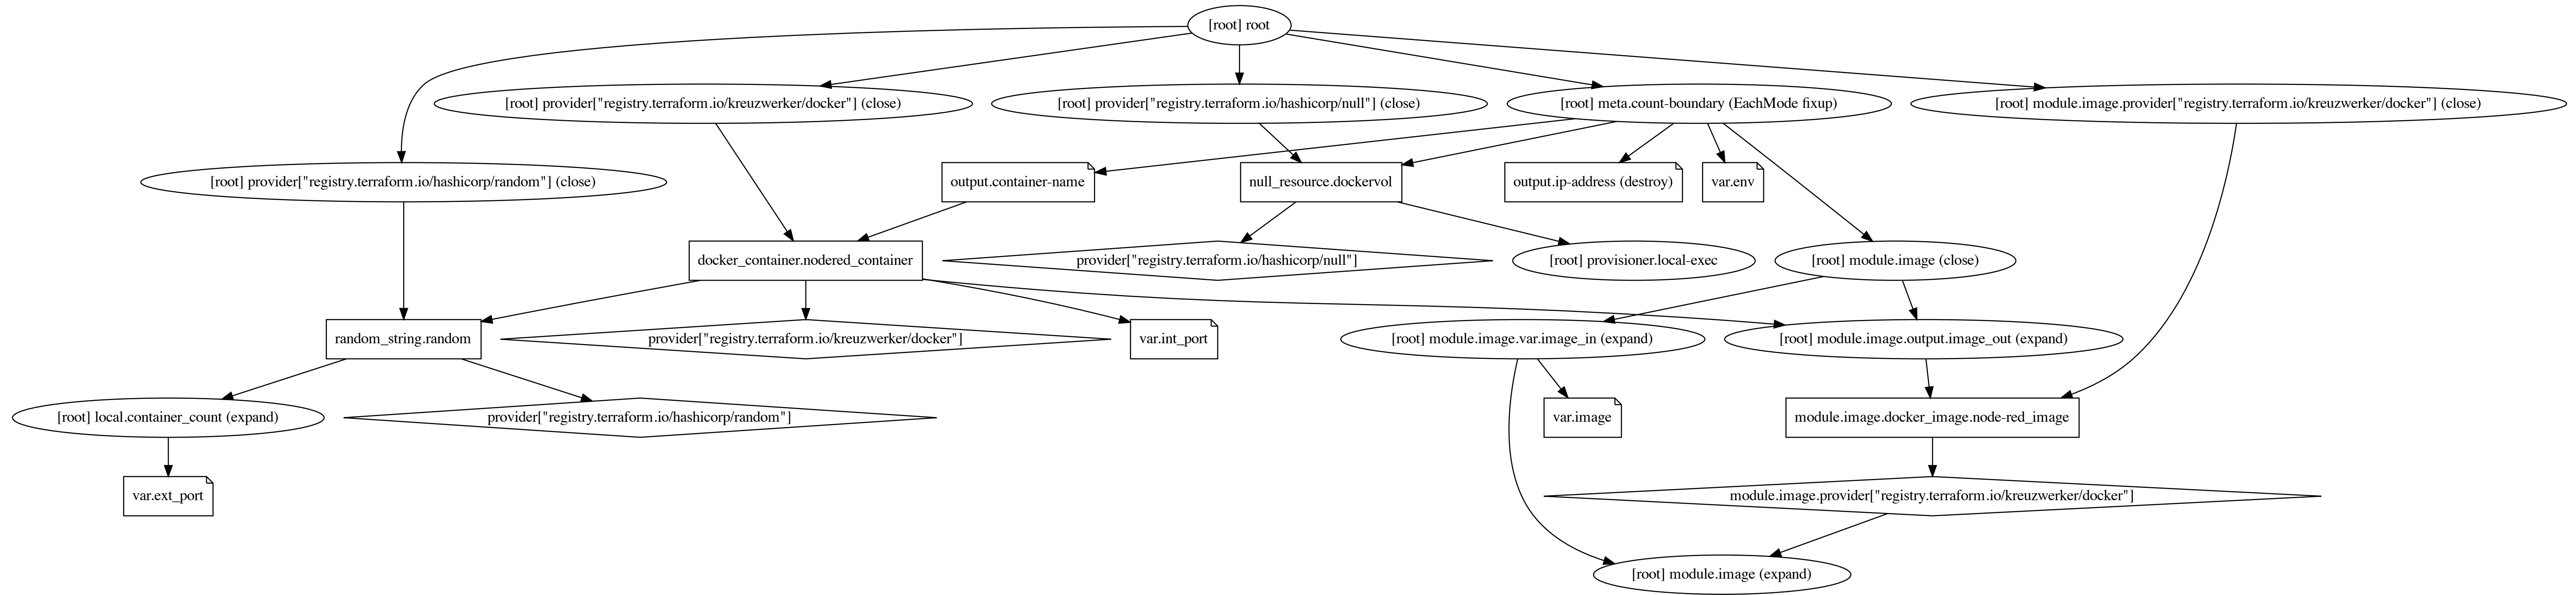 [root] root
[root] provider["registry.terraform.io/kreuzwerker/docker"] (close)
[root] provider["registry.terraform.io/hashicorp/null"] (close)
[root] meta.count-boundary (EachMode fixup)
[root] module.image.provider["registry.terraform.io/kreuzwerker/docker"] (close)
[root] provider["registry.terraform.io/hashicorp/random"] (close)
output.container-name
null_resource.dockervol
output.ip-address (destroy)
var.env
docker_container.nodered_container
provider["registry.terraform.io/hashicorp/null"]
[root] provisioner.local-exec
[root] module.image (close)
random_string.random
provider["registry.terraform.io/kreuzwerker/docker"]
var.int_port
[root] module.image.var.image_in (expand)
[root] module.image.output.image_out (expand)
[root] local.container_count (expand)
provider["registry.terraform.io/hashicorp/random"]
var.image
module.image.docker_image.node-red_image
var.ext_port
module.image.provider["registry.terraform.io/kreuzwerker/docker"]
[root] module.image (expand)